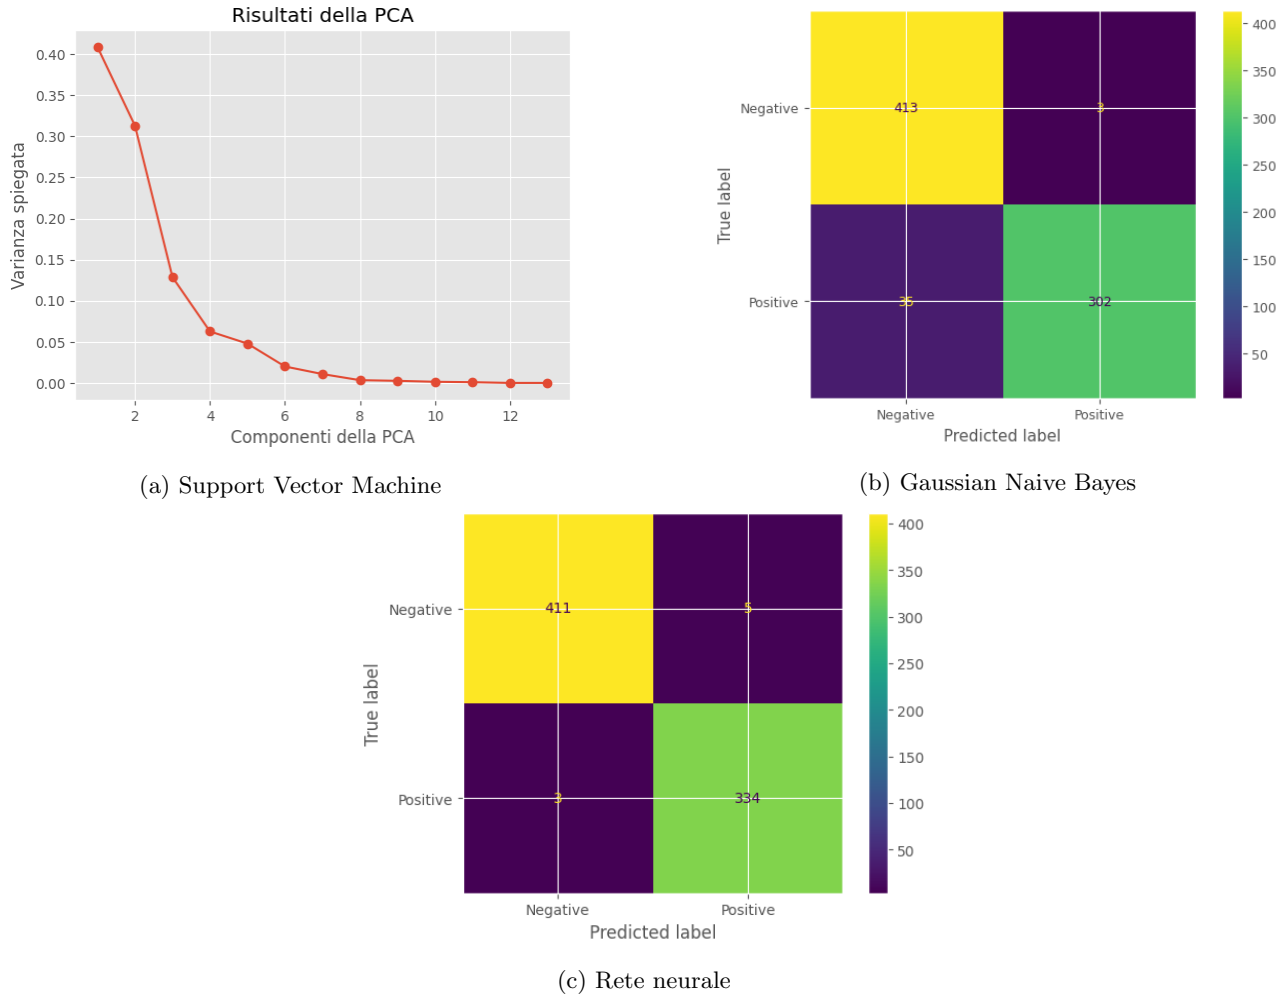 Risultati della PCA
0.40
0.35
0.30
0.25
0.20
0.15
0.10
0.05
0.00
Varianza spiegata
2 4 6 8 10 12
Componenti della PCA
(a) Support Vector Machine
Negative
Positive
True label
413 3
35 302
Negative Positive
Predicted label
400
350
300
250
200
150
100
50
(b) Gaussian Naive Bayes
Negative
Positive
True label
411 5
3 334
Negative Positive
Predicted label
400
350
300
250
200
150
100
50
(c) Rete neurale